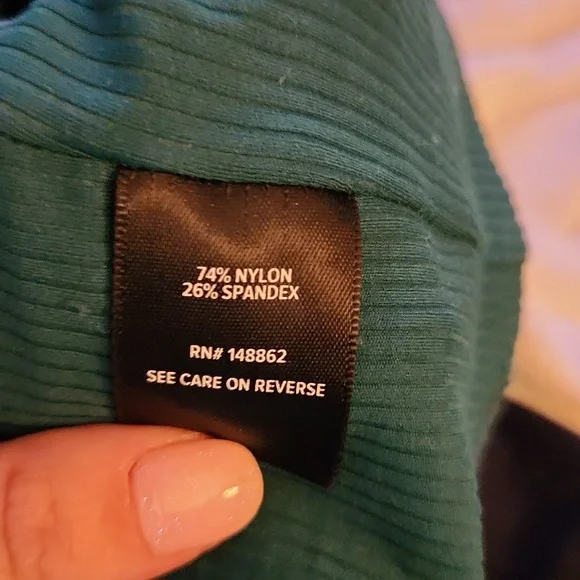 74% NYLON
26% SPANDEX
RN# 148862
SEE CARE ON REVERSE